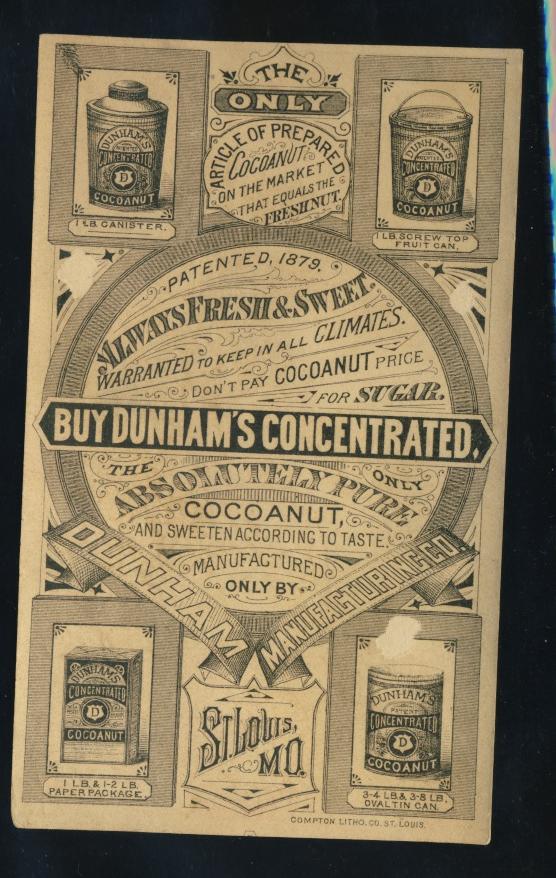 THE
ONLY
ARTICLE OF PREPARED
COCOANUT
ON THE MARKET
THAT EQUALS THE
FRESH NUT.
DUNHAM'S
PATENTED
CONCENTRATED
D
COCOANUT
1 LB. CANISTER.
DUNHAM'S
PATENTED
CONCENTRATED
D
COCOANUT
1 LB. SCREW TOP
FRUIT CAN.
PATENTED, 1879.
ALWAYS FRESH & SWEET.
WARRANTED TO KEEP IN ALL CLIMATES.
DON'T PAY COCOANUT PRICE
FOR SUGAR.
BUY DUNHAM'S CONCENTRATED,
THE ONLY
ABSOLUTELY PURE
COCOANUT,
AND SWEETEN ACCORDING TO TASTE.
MANUFACTURED
ONLY BY
DUNHAM MANUFACTURING CO.
ST. LOUIS,
MO.
DUNHAM'S
CONCENTRATED
D
COCOANUT
1 LB. & 1-2 LB.
PAPER PACKAGE.
DUNHAM'S
PATENT
CONCENTRATED
D
COCOANUT
3-4 LB. & 3-8 LB.
OVAL TIN CAN.
COMPTON LITHO. CO. ST. LOUIS.